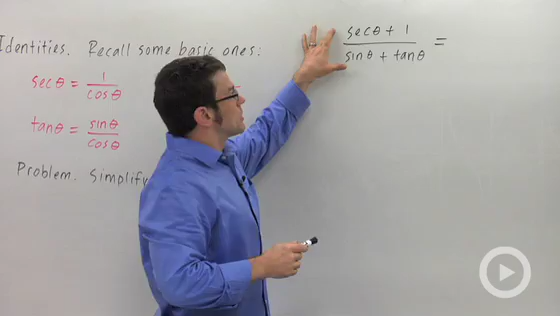 Identities. Recall some basic ones:
secθ = 1/cosθ
tanθ = sinθ/cosθ
Problem. Simplify
secθ + 1
sinθ + tanθ =